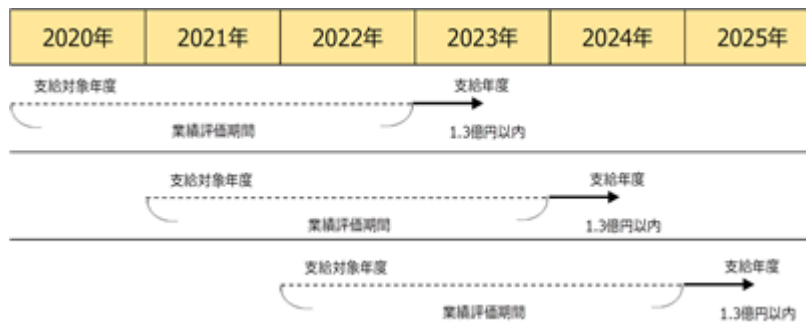 2020年 2021年 2022年 2023年 2024年 2025年
支給対象年度 支給年度
業績評価期間 1.3億円以内
支給対象年度 支給年度
業績評価期間 1.3億円以内
支給対象年度 支給年度
業績評価期間 1.3億円以内